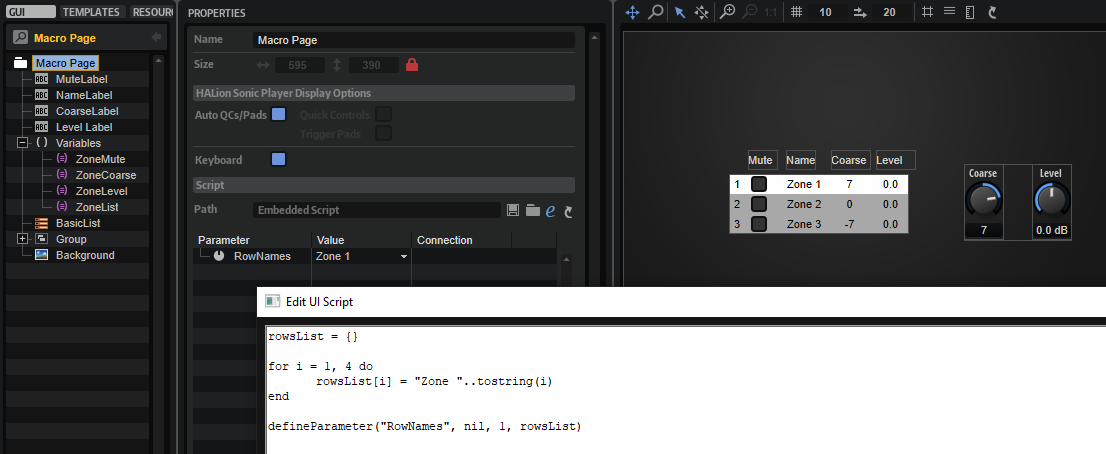 GUI TEMPLATES RESOUR
Macro Page
Macro Page
ABC MuteLabel
ABC NameLabel
ABC CoarseLabel
ABC Level Label
Variables
ZoneMute
ZoneCoarse
ZoneLevel
ZoneList
BasicList
Group
Background
PROPERTIES
Name Macro Page
Size 595 390
HALion Sonic Player Display Options
Auto QCs/Pads Quick Controls
Trigger Pads
Keyboard
Script
Path Embedded Script
Parameter Value Connection
RowNames Zone 1
1:1 10 20
Mute Name Coarse Level
1 Zone 1 7 0.0
2 Zone 2 0 0.0
3 Zone 3 -7 0.0
Coarse Level
7 0.0 dB
Edit UI Script
rowsList = {}
for i = 1, 4 do
rowsList[i] = "Zone "..tostring(i)
end
defineParameter("RowNames", nil, 1, rowsList)